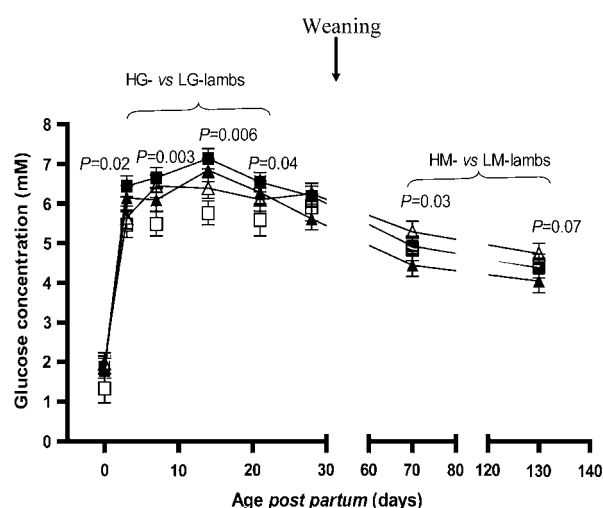 Weaning
HG- vs LG-lambs
P=0.006
P=0.02
P=0.003
P=0.04
HM- vs LM-lambs
P=0.03
P=0.07
Glucose concentration (mM)
8
7
6
5
4
3
2
1
0
0 10 20 30 60 70 80 120 130 140
Age post partum (days)